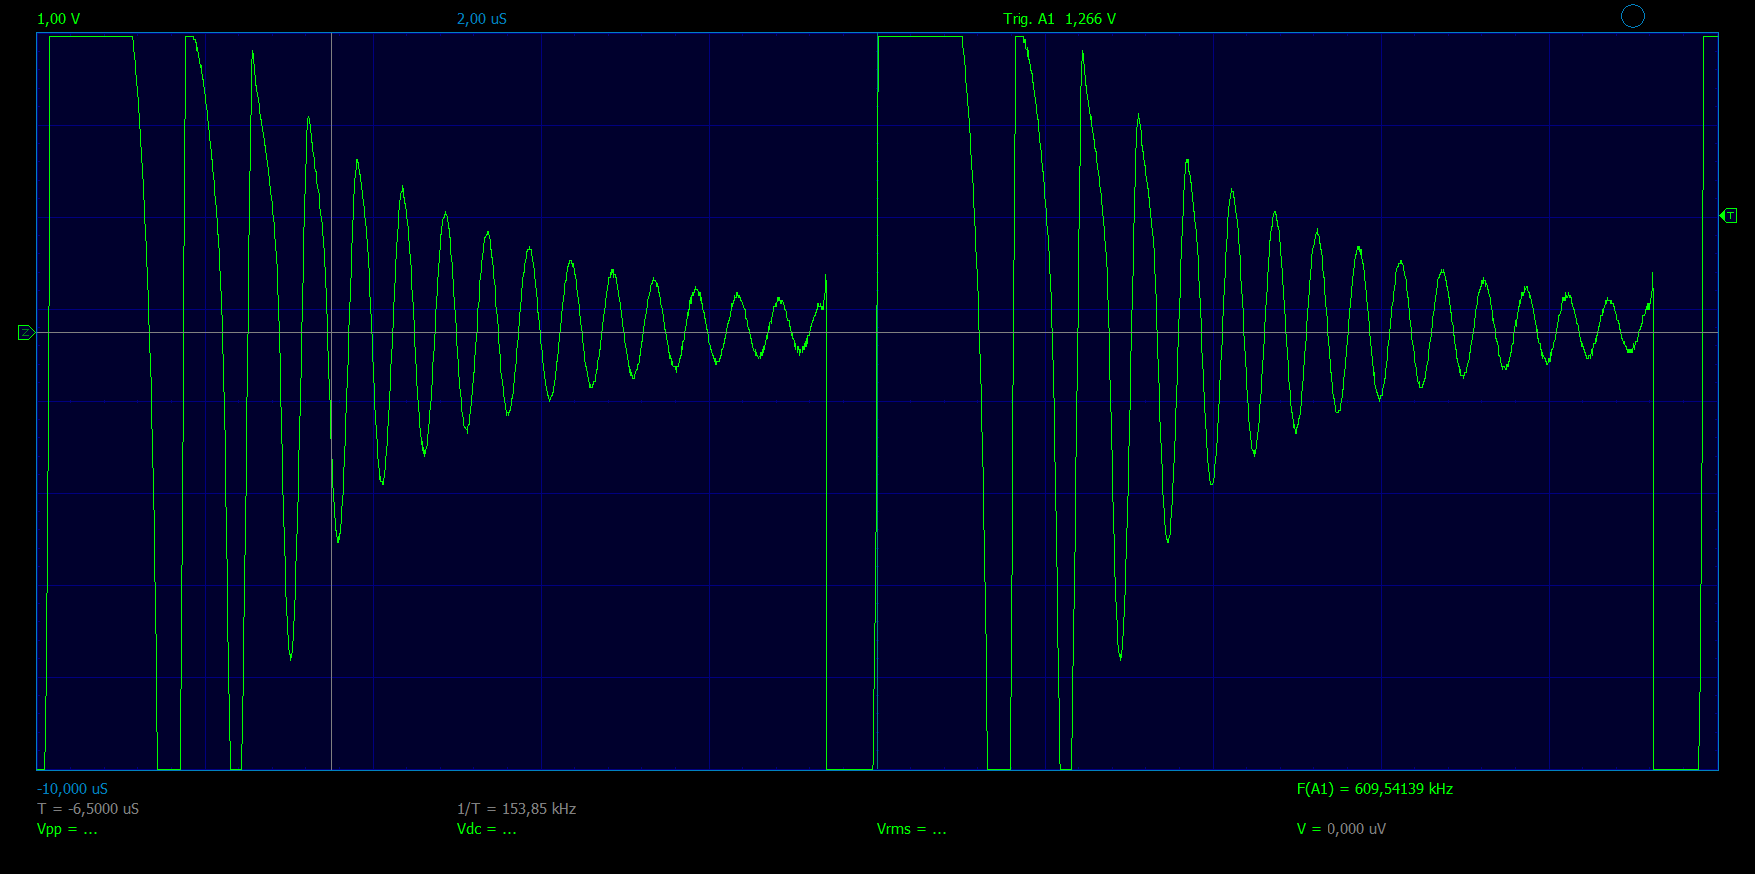 1,00 V 2,00 uS Trig. A1 1,266 V
T
Z
-10,000 uS F(A1) = 609,54139 kHz
T = -6,5000 uS 1/T = 153,85 kHz
Vpp = ... Vdc = ... Vrms = ... V = 0,000 uV